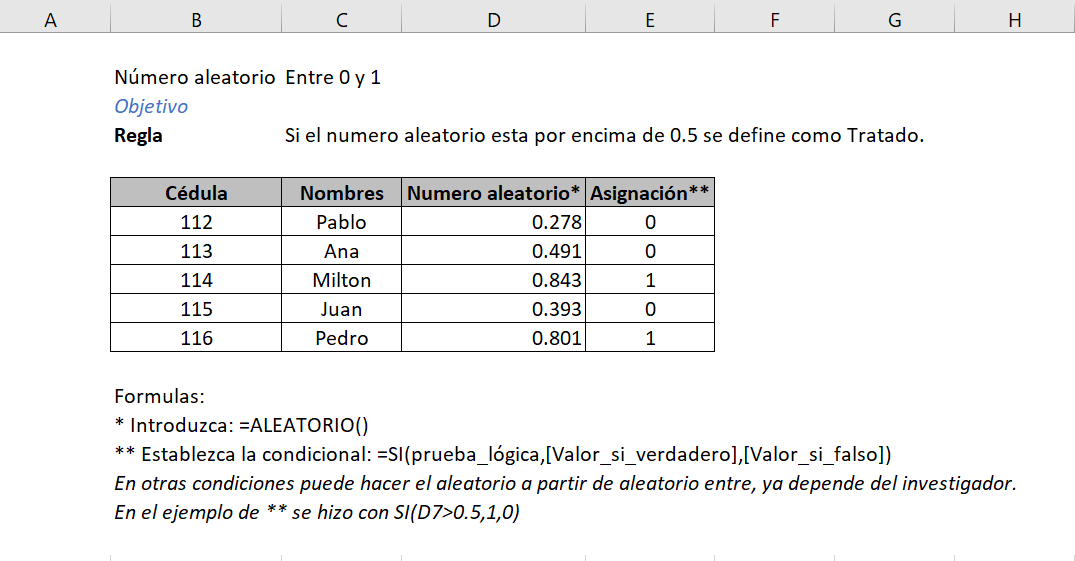 A B C D E F G H
Número aleatorio Entre 0 y 1
Objetivo
Regla Si el numero aleatorio esta por encima de 0.5 se define como Tratado.
Cédula Nombres Numero aleatorio* Asignación**
112 Pablo 0.278 0
113 Ana 0.491 0
114 Milton 0.843 1
115 Juan 0.393 0
116 Pedro 0.801 1
Formulas:
* Introduzca: =ALEATORIO()
** Establezca la condicional: =SI(prueba_lógica,[Valor_si_verdadero],[Valor_si_falso])
En otras condiciones puede hacer el aleatorio a partir de aleatorio entre, ya depende del investigador.
En el ejemplo de ** se hizo con SI(D7>0.5,1,0)